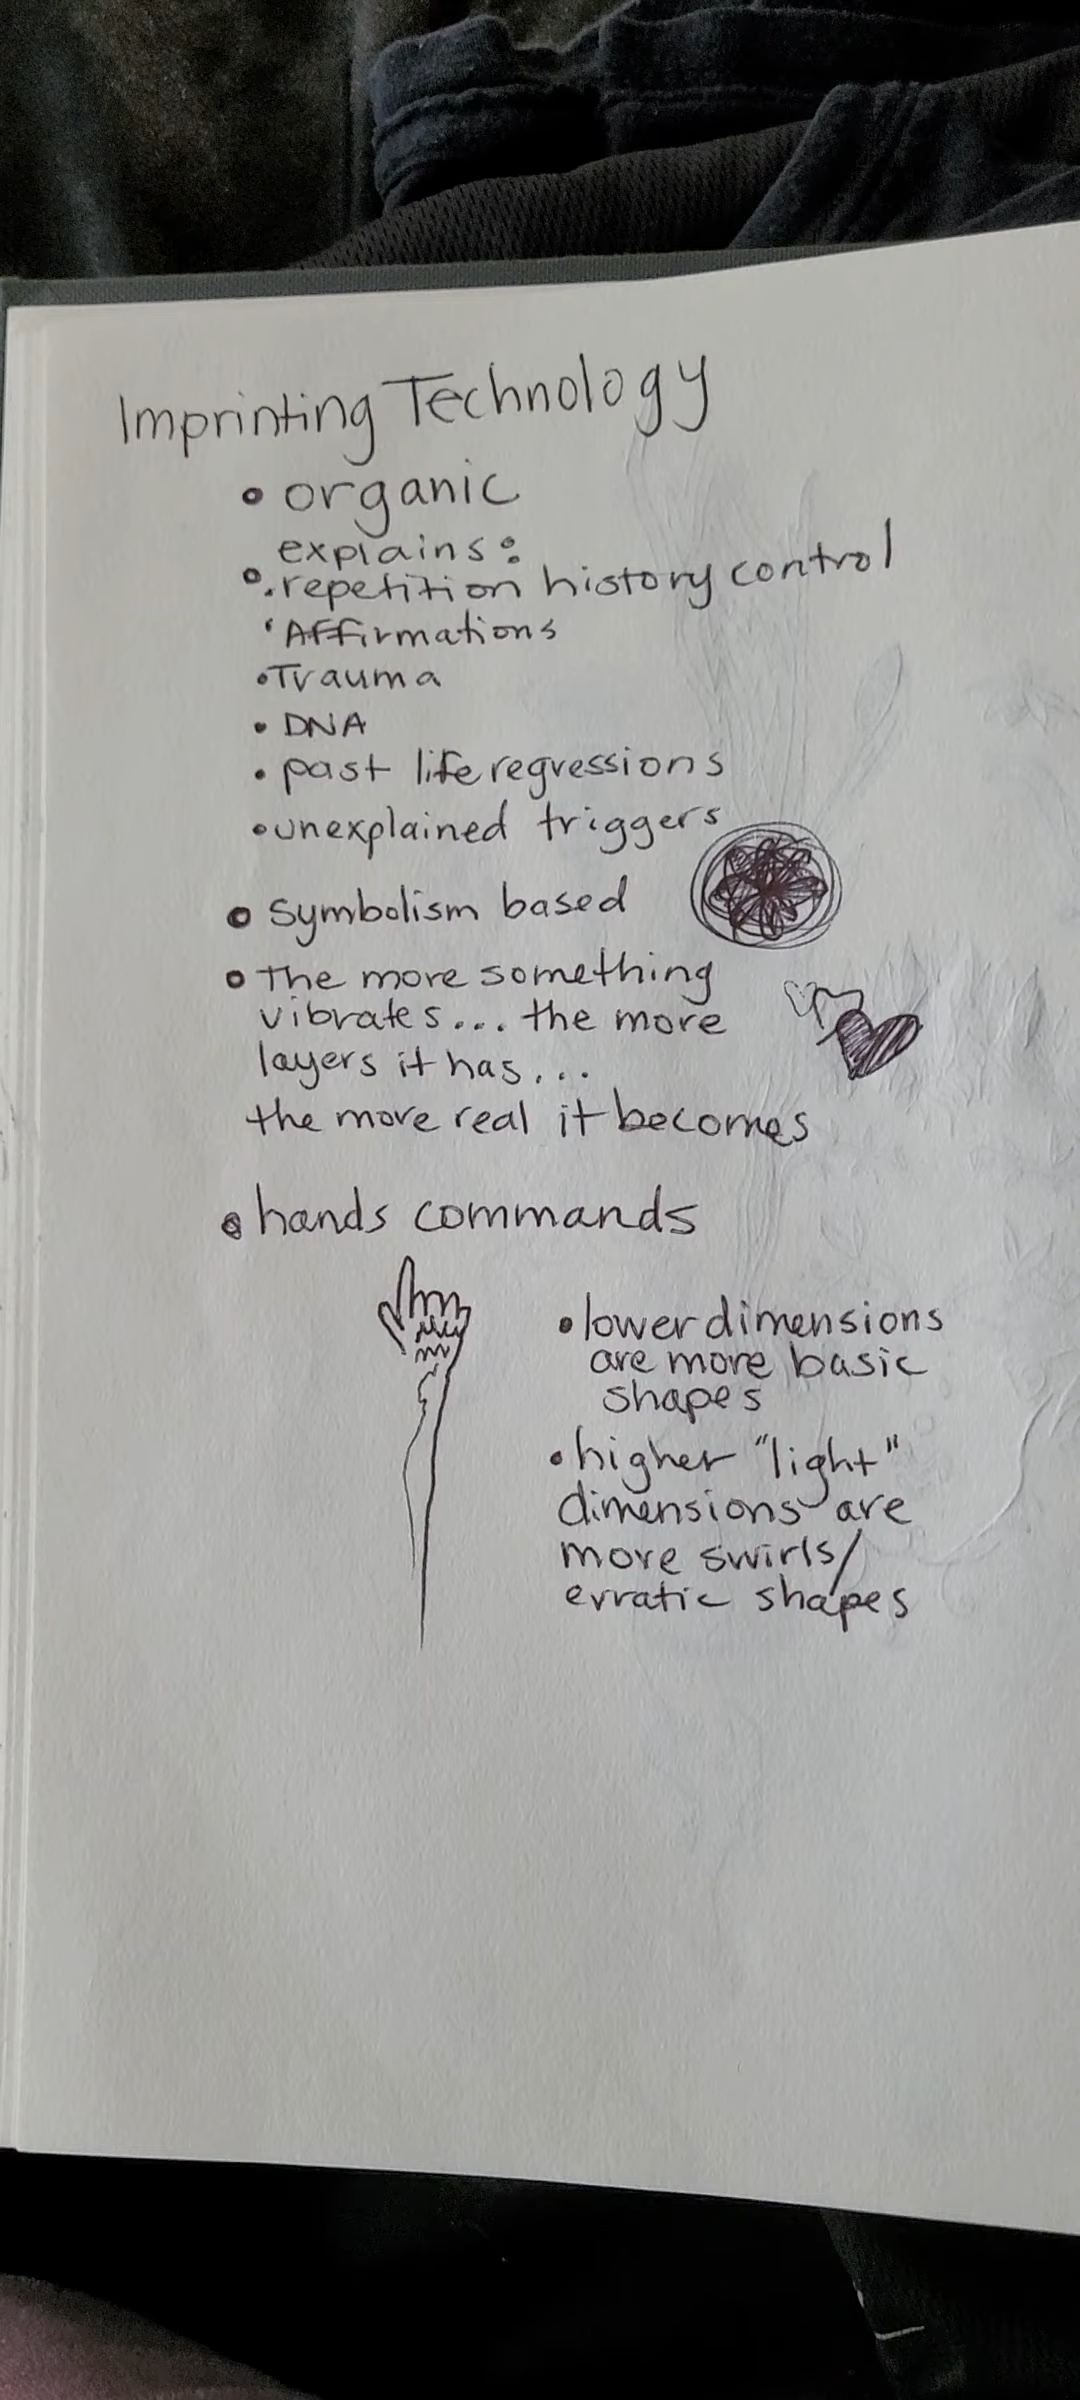 Imprinting Technology
• organic
explains:
• repetition history control
• Affirmations
• Trauma
• DNA
• past life regressions
• unexplained triggers
• symbolism based
• The more something
vibrates... the more
layers it has...
the more real it becomes
• hands commands
• lower dimensions
are more basic
shapes
• higher "light"
dimensions are
more swirls/
erratic shapes